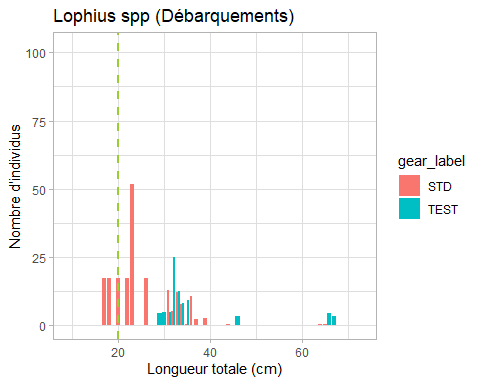 Lophius spp (Débarquements)
100
75
50
25
0
Nombre d'individus
20 40 60
Longueur totale (cm)
gear_label
STD
TEST